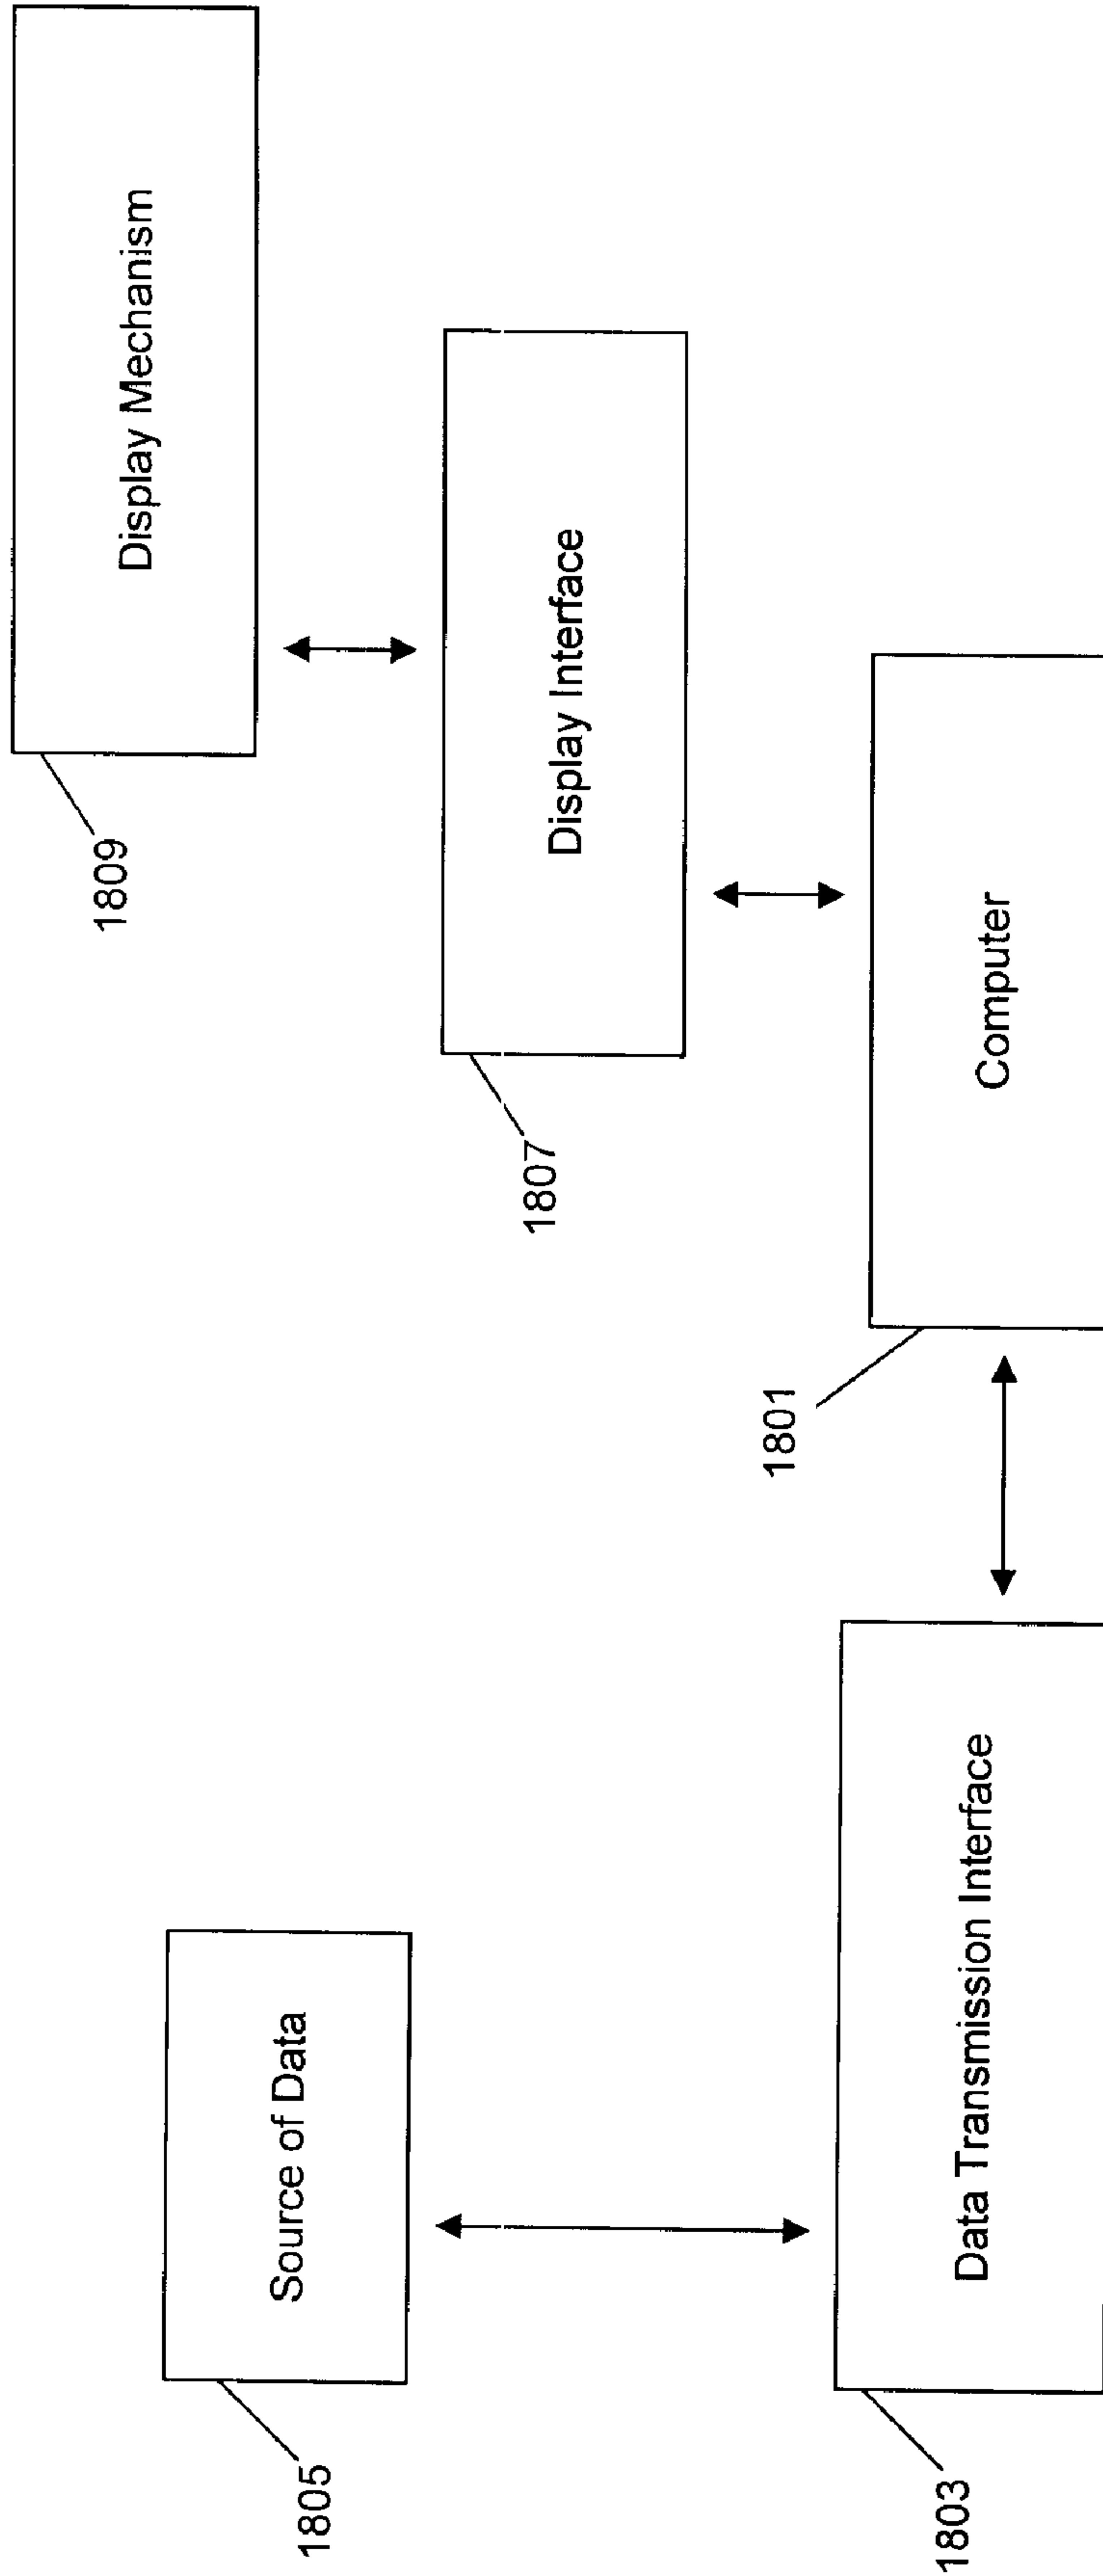 1805
Source of Data
1803
Data Transmission Interface
1801
Computer
1807
Display Interface
1809
Display Mechanism